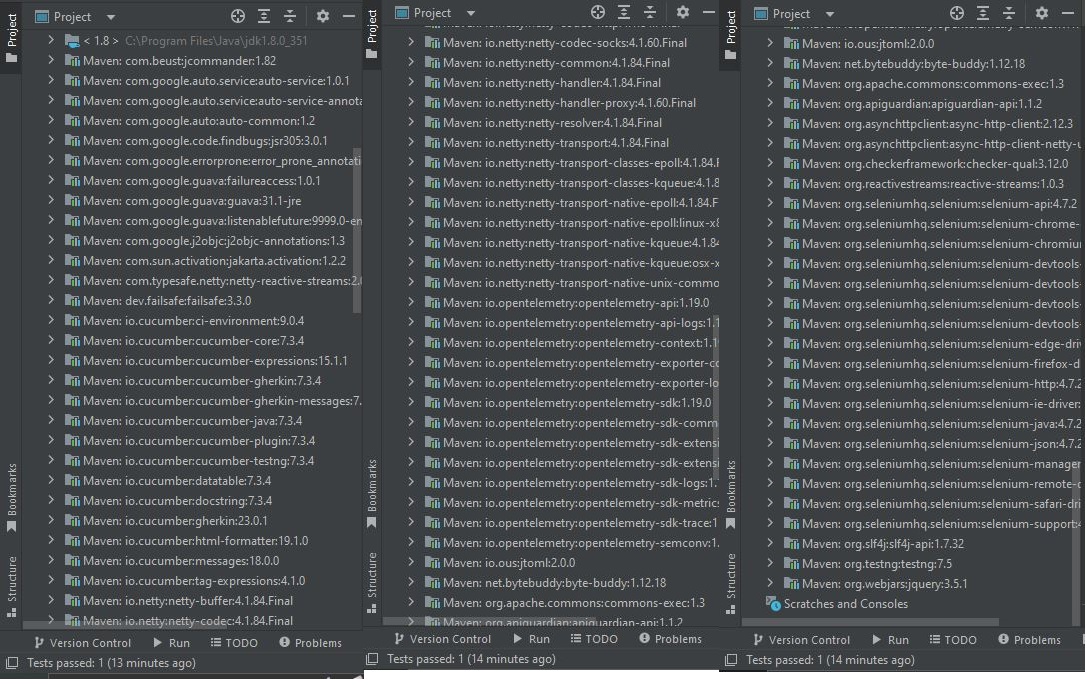 Project
< 1.8 > C:\Program Files\Java\jdk1.8.0_351
Maven: com.beust:jcommander:1.82
Maven: com.google.auto.service:auto-service:1.0.1
Maven: com.google.auto.service:auto-service-annota
Maven: com.google.auto:auto-common:1.2
Maven: com.google.code.findbugs:jsr305:3.0.1
Maven: com.google.errorprone:error_prone_annotati
Maven: com.google.guava:failureaccess:1.0.1
Maven: com.google.guava:guava:31.1-jre
Maven: com.google.guava:listenablefuture:9999.0-en
Maven: com.google.j2objc:j2objc-annotations:1.3
Maven: com.sun.activation:jakarta.activation:1.2.2
Maven: com.typesafe.netty:netty-reactive-streams:2.0
Maven: dev.failsafe:failsafe:3.3.0
Maven: io.cucumber:ci-environment:9.0.4
Maven: io.cucumber:cucumber-core:7.3.4
Maven: io.cucumber:cucumber-expressions:15.1.1
Maven: io.cucumber:cucumber-gherkin:7.3.4
Maven: io.cucumber:cucumber-gherkin-messages:7.
Maven: io.cucumber:cucumber-java:7.3.4
Maven: io.cucumber:cucumber-plugin:7.3.4
Maven: io.cucumber:cucumber-testng:7.3.4
Maven: io.cucumber:datatable:7.3.4
Maven: io.cucumber:docstring:7.3.4
Maven: io.cucumber:gherkin:23.0.1
Maven: io.cucumber:html-formatter:19.1.0
Maven: io.cucumber:messages:18.0.0
Maven: io.cucumber:tag-expressions:4.1.0
Maven: io.netty:netty-buffer:4.1.84.Final
Maven: io.netty:netty-codec:4.1.84.Final
Project
Bookmarks
Structure
Version Control Run TODO Problems
Tests passed: 1 (13 minutes ago)
Project
Maven: io.netty:netty-codec-socks:4.1.60.Final
Maven: io.netty:netty-common:4.1.84.Final
Maven: io.netty:netty-handler:4.1.84.Final
Maven: io.netty:netty-handler-proxy:4.1.60.Final
Maven: io.netty:netty-resolver:4.1.84.Final
Maven: io.netty:netty-transport:4.1.84.Final
Maven: io.netty:netty-transport-classes-epoll:4.1.84.F
Maven: io.netty:netty-transport-classes-kqueue:4.1.8
Maven: io.netty:netty-transport-native-epoll:4.1.84.F
Maven: io.netty:netty-transport-native-epoll:linux-x8
Maven: io.netty:netty-transport-native-kqueue:4.1.84
Maven: io.netty:netty-transport-native-kqueue:osx-x
Maven: io.netty:netty-transport-native-unix-commo
Maven: io.opentelemetry:opentelemetry-api:1.19.0
Maven: io.opentelemetry:opentelemetry-api-logs:1.1
Maven: io.opentelemetry:opentelemetry-context:1.19
Maven: io.opentelemetry:opentelemetry-exporter-co
Maven: io.opentelemetry:opentelemetry-exporter-lo
Maven: io.opentelemetry:opentelemetry-sdk:1.19.0
Maven: io.opentelemetry:opentelemetry-sdk-comm
Maven: io.opentelemetry:opentelemetry-sdk-extensi
Maven: io.opentelemetry:opentelemetry-sdk-extensi
Maven: io.opentelemetry:opentelemetry-sdk-logs:1.
Maven: io.opentelemetry:opentelemetry-sdk-metric
Maven: io.opentelemetry:opentelemetry-sdk-trace:1
Maven: io.opentelemetry:opentelemetry-semconv:1.
Maven: io.ous:jtoml:2.0.0
Maven: net.bytebuddy:byte-buddy:1.12.18
Maven: org.apache.commons:commons-exec:1.3
Maven: org.apiguardian:apiguardian-api:1.1.2
Project
Bookmarks
Structure
Version Control Run TODO Problems
Tests passed: 1 (14 minutes ago)
Project
Maven: io.ous:jtoml:2.0.0
Maven: net.bytebuddy:byte-buddy:1.12.18
Maven: org.apache.commons:commons-exec:1.3
Maven: org.apiguardian:apiguardian-api:1.1.2
Maven: org.asynchttpclient:async-http-client:2.12.3
Maven: org.asynchttpclient:async-http-client-netty-u
Maven: org.checkerframework:checker-qual:3.12.0
Maven: org.reactivestreams:reactive-streams:1.0.3
Maven: org.seleniumhq.selenium:selenium-api:4.7.2
Maven: org.seleniumhq.selenium:selenium-chrome-
Maven: org.seleniumhq.selenium:selenium-chromiu
Maven: org.seleniumhq.selenium:selenium-devtools-
Maven: org.seleniumhq.selenium:selenium-devtools-
Maven: org.seleniumhq.selenium:selenium-devtools-
Maven: org.seleniumhq.selenium:selenium-devtools-
Maven: org.seleniumhq.selenium:selenium-edge-driv
Maven: org.seleniumhq.selenium:selenium-firefox-d
Maven: org.seleniumhq.selenium:selenium-http:4.7.2
Maven: org.seleniumhq.selenium:selenium-ie-driver:
Maven: org.seleniumhq.selenium:selenium-java:4.7.2
Maven: org.seleniumhq.selenium:selenium-json:4.7.2
Maven: org.seleniumhq.selenium:selenium-manager
Maven: org.seleniumhq.selenium:selenium-remote-d
Maven: org.seleniumhq.selenium:selenium-safari-dri
Maven: org.seleniumhq.selenium:selenium-support:4
Maven: org.slf4j:slf4j-api:1.7.32
Maven: org.testng:testng:7.5
Maven: org.webjars:jquery:3.5.1
Scratches and Consoles
Project
Bookmarks
Structure
Version Control Run TODO Problems
Tests passed: 1 (14 minutes ago)